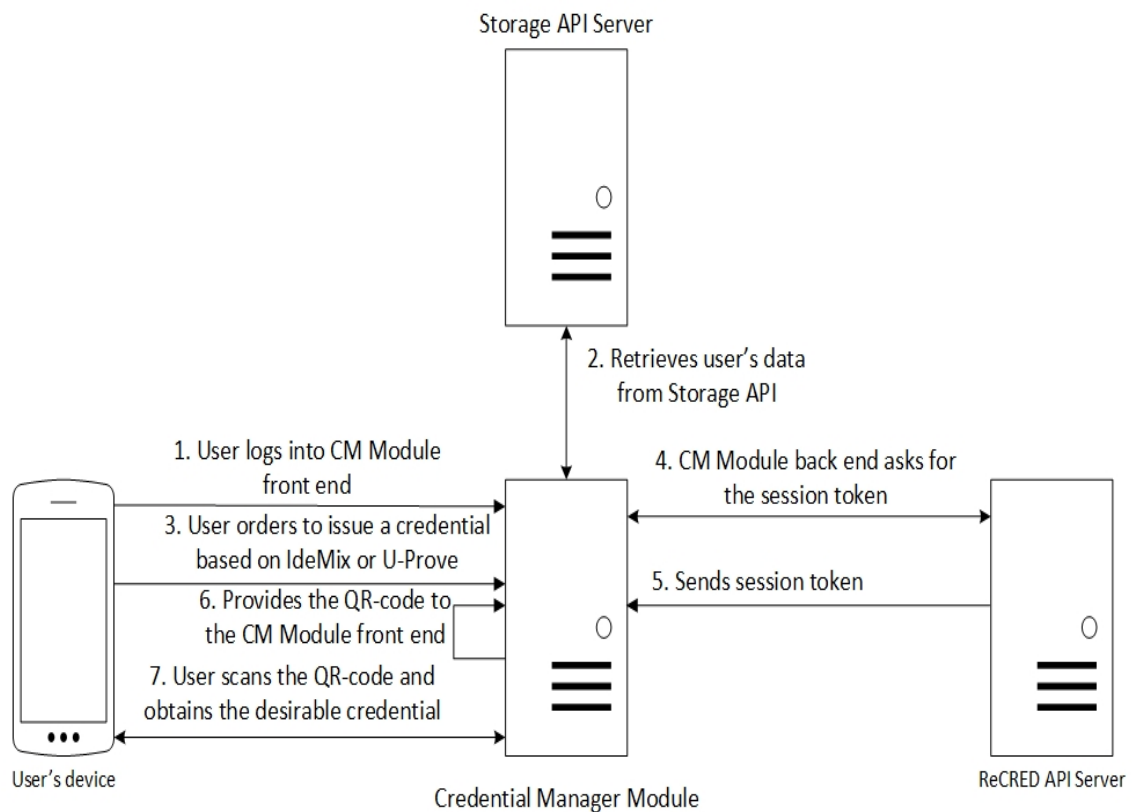 Storage API Server
2. Retrieves user's data
from Storage API
1. User logs into CM Module
front end
3. User orders to issue a credential
based on IdeMix or U-Prove
6. Provides the QR-code to
the CM Module front end
7. User scans the QR-code and
obtains the desirable credential
4. CM Module back end asks for
the session token
5. Sends session token
User's device
Credential Manager Module
ReCRED API Server